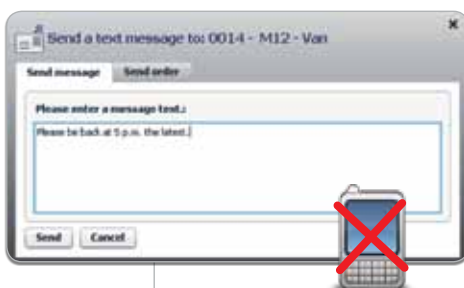 Send a text message to: 0014 - M12 - Van
Send message Send order
Please enter a message text.:
Please be back at 5 p.m. the latest.
Send Cancel